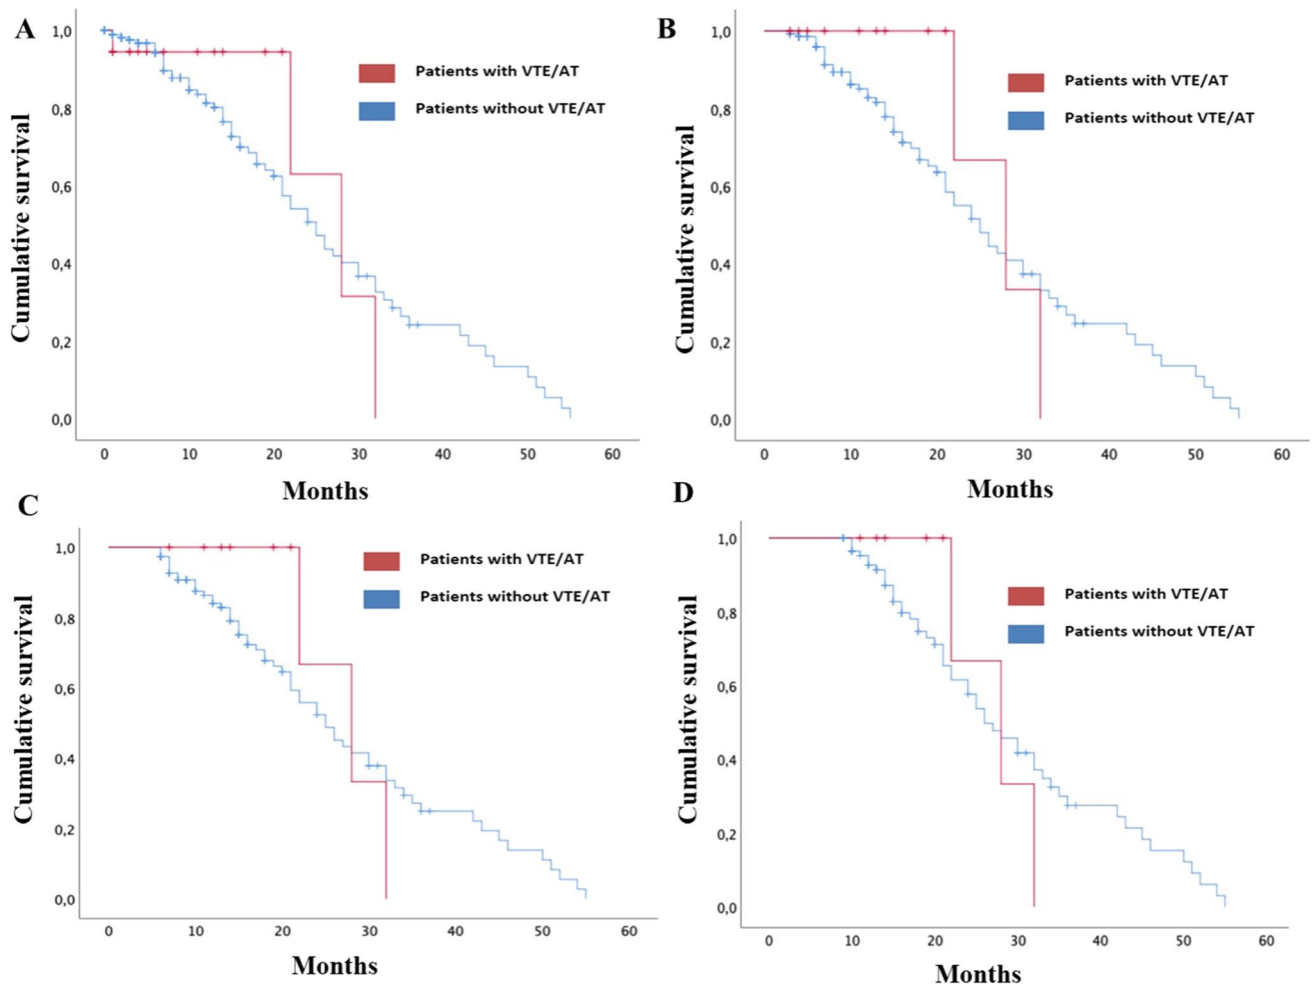 A
Cumulative survival
1,0
0,8
0,6
0,4
0,2
0,0
Patients with VTE/AT
Patients without VTE/AT
0 10 20 30 40 50 60
Months
B
Cumulative survival
1,0
0,8
0,6
0,4
0,2
0,0
Patients with VTE/AT
Patients without VTE/AT
0 10 20 30 40 50 60
Months
C
Cumulative survival
1,0
0,8
0,6
0,4
0,2
0,0
Patients with VTE/AT
Patients without VTE/AT
0 10 20 30 40 50 60
Months
D
Cumulative survival
1,0
0,8
0,6
0,4
0,2
0,0
Patients with VTE/AT
Patients without VTE/AT
0 10 20 30 40 50 60
Months